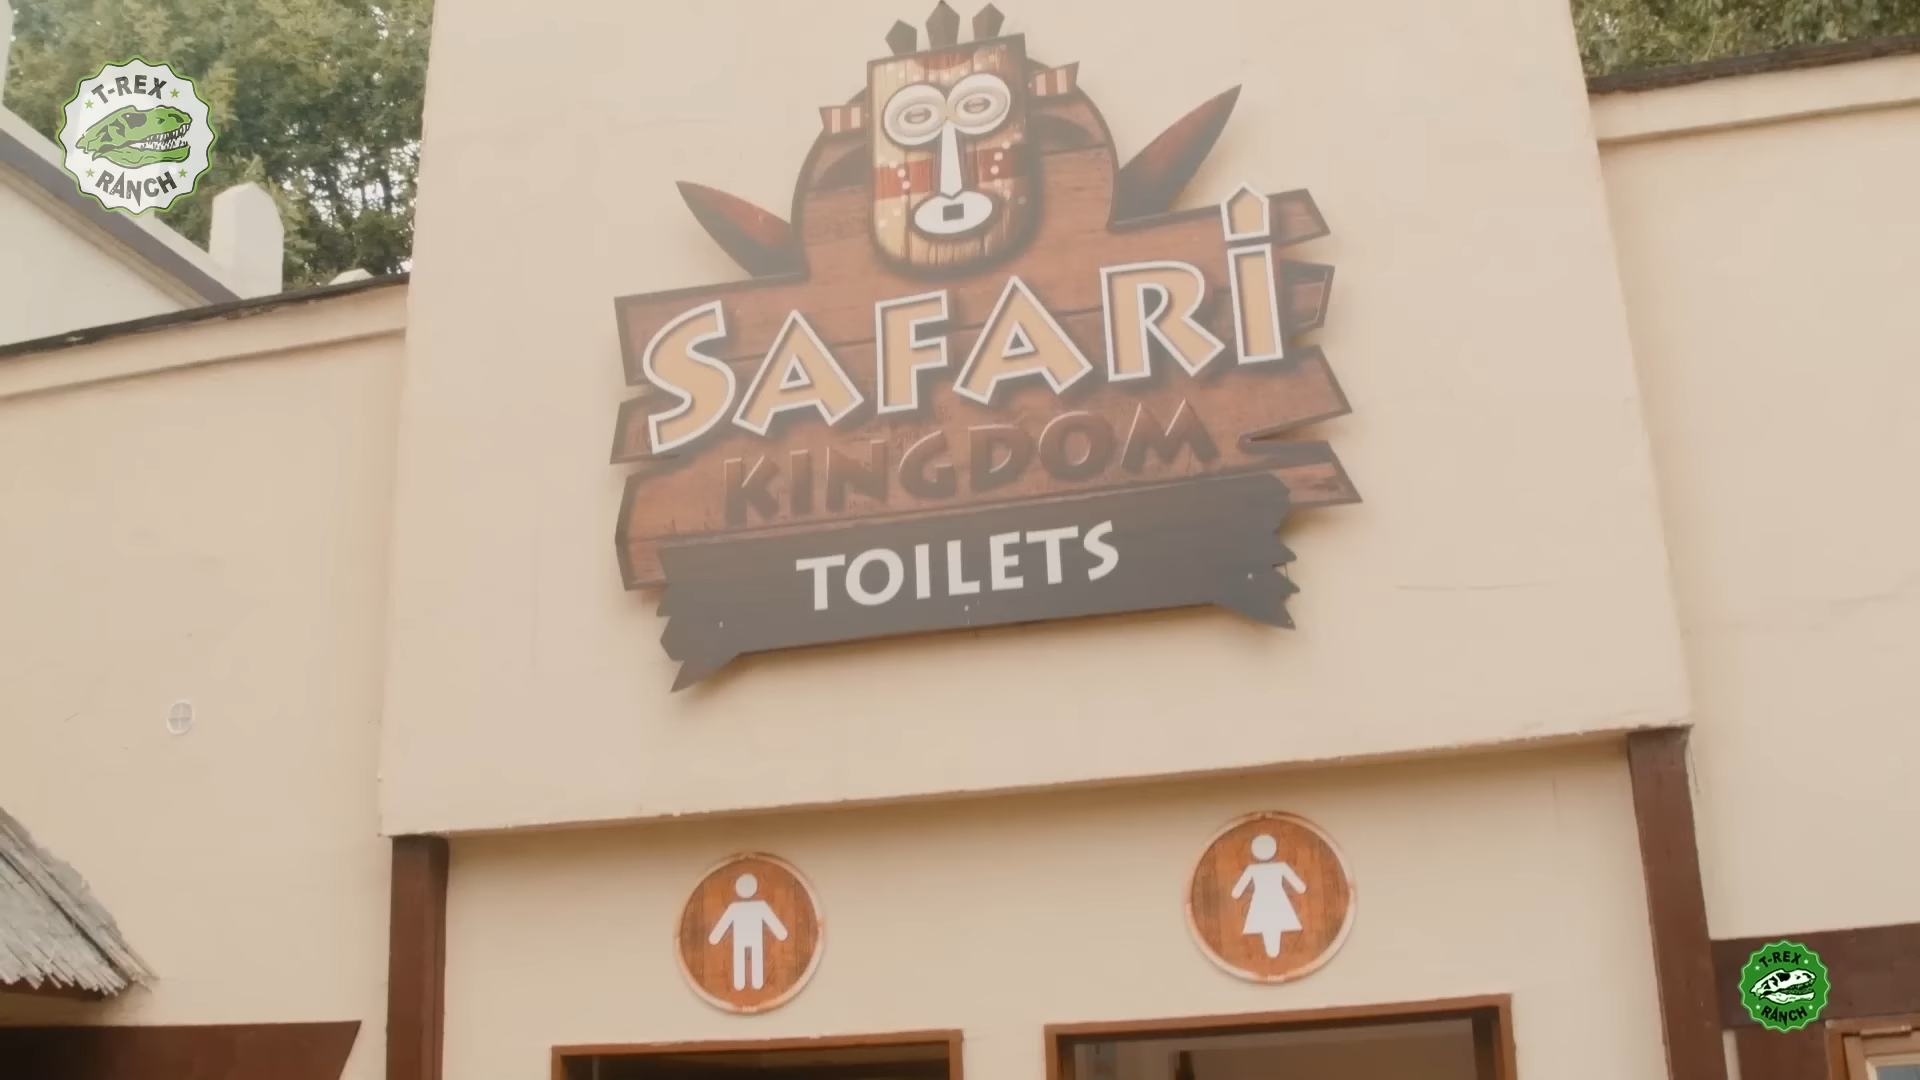 T-REX
RANCH
SAFARI
KINGDOM
TOILETS
T-REX
RANCH